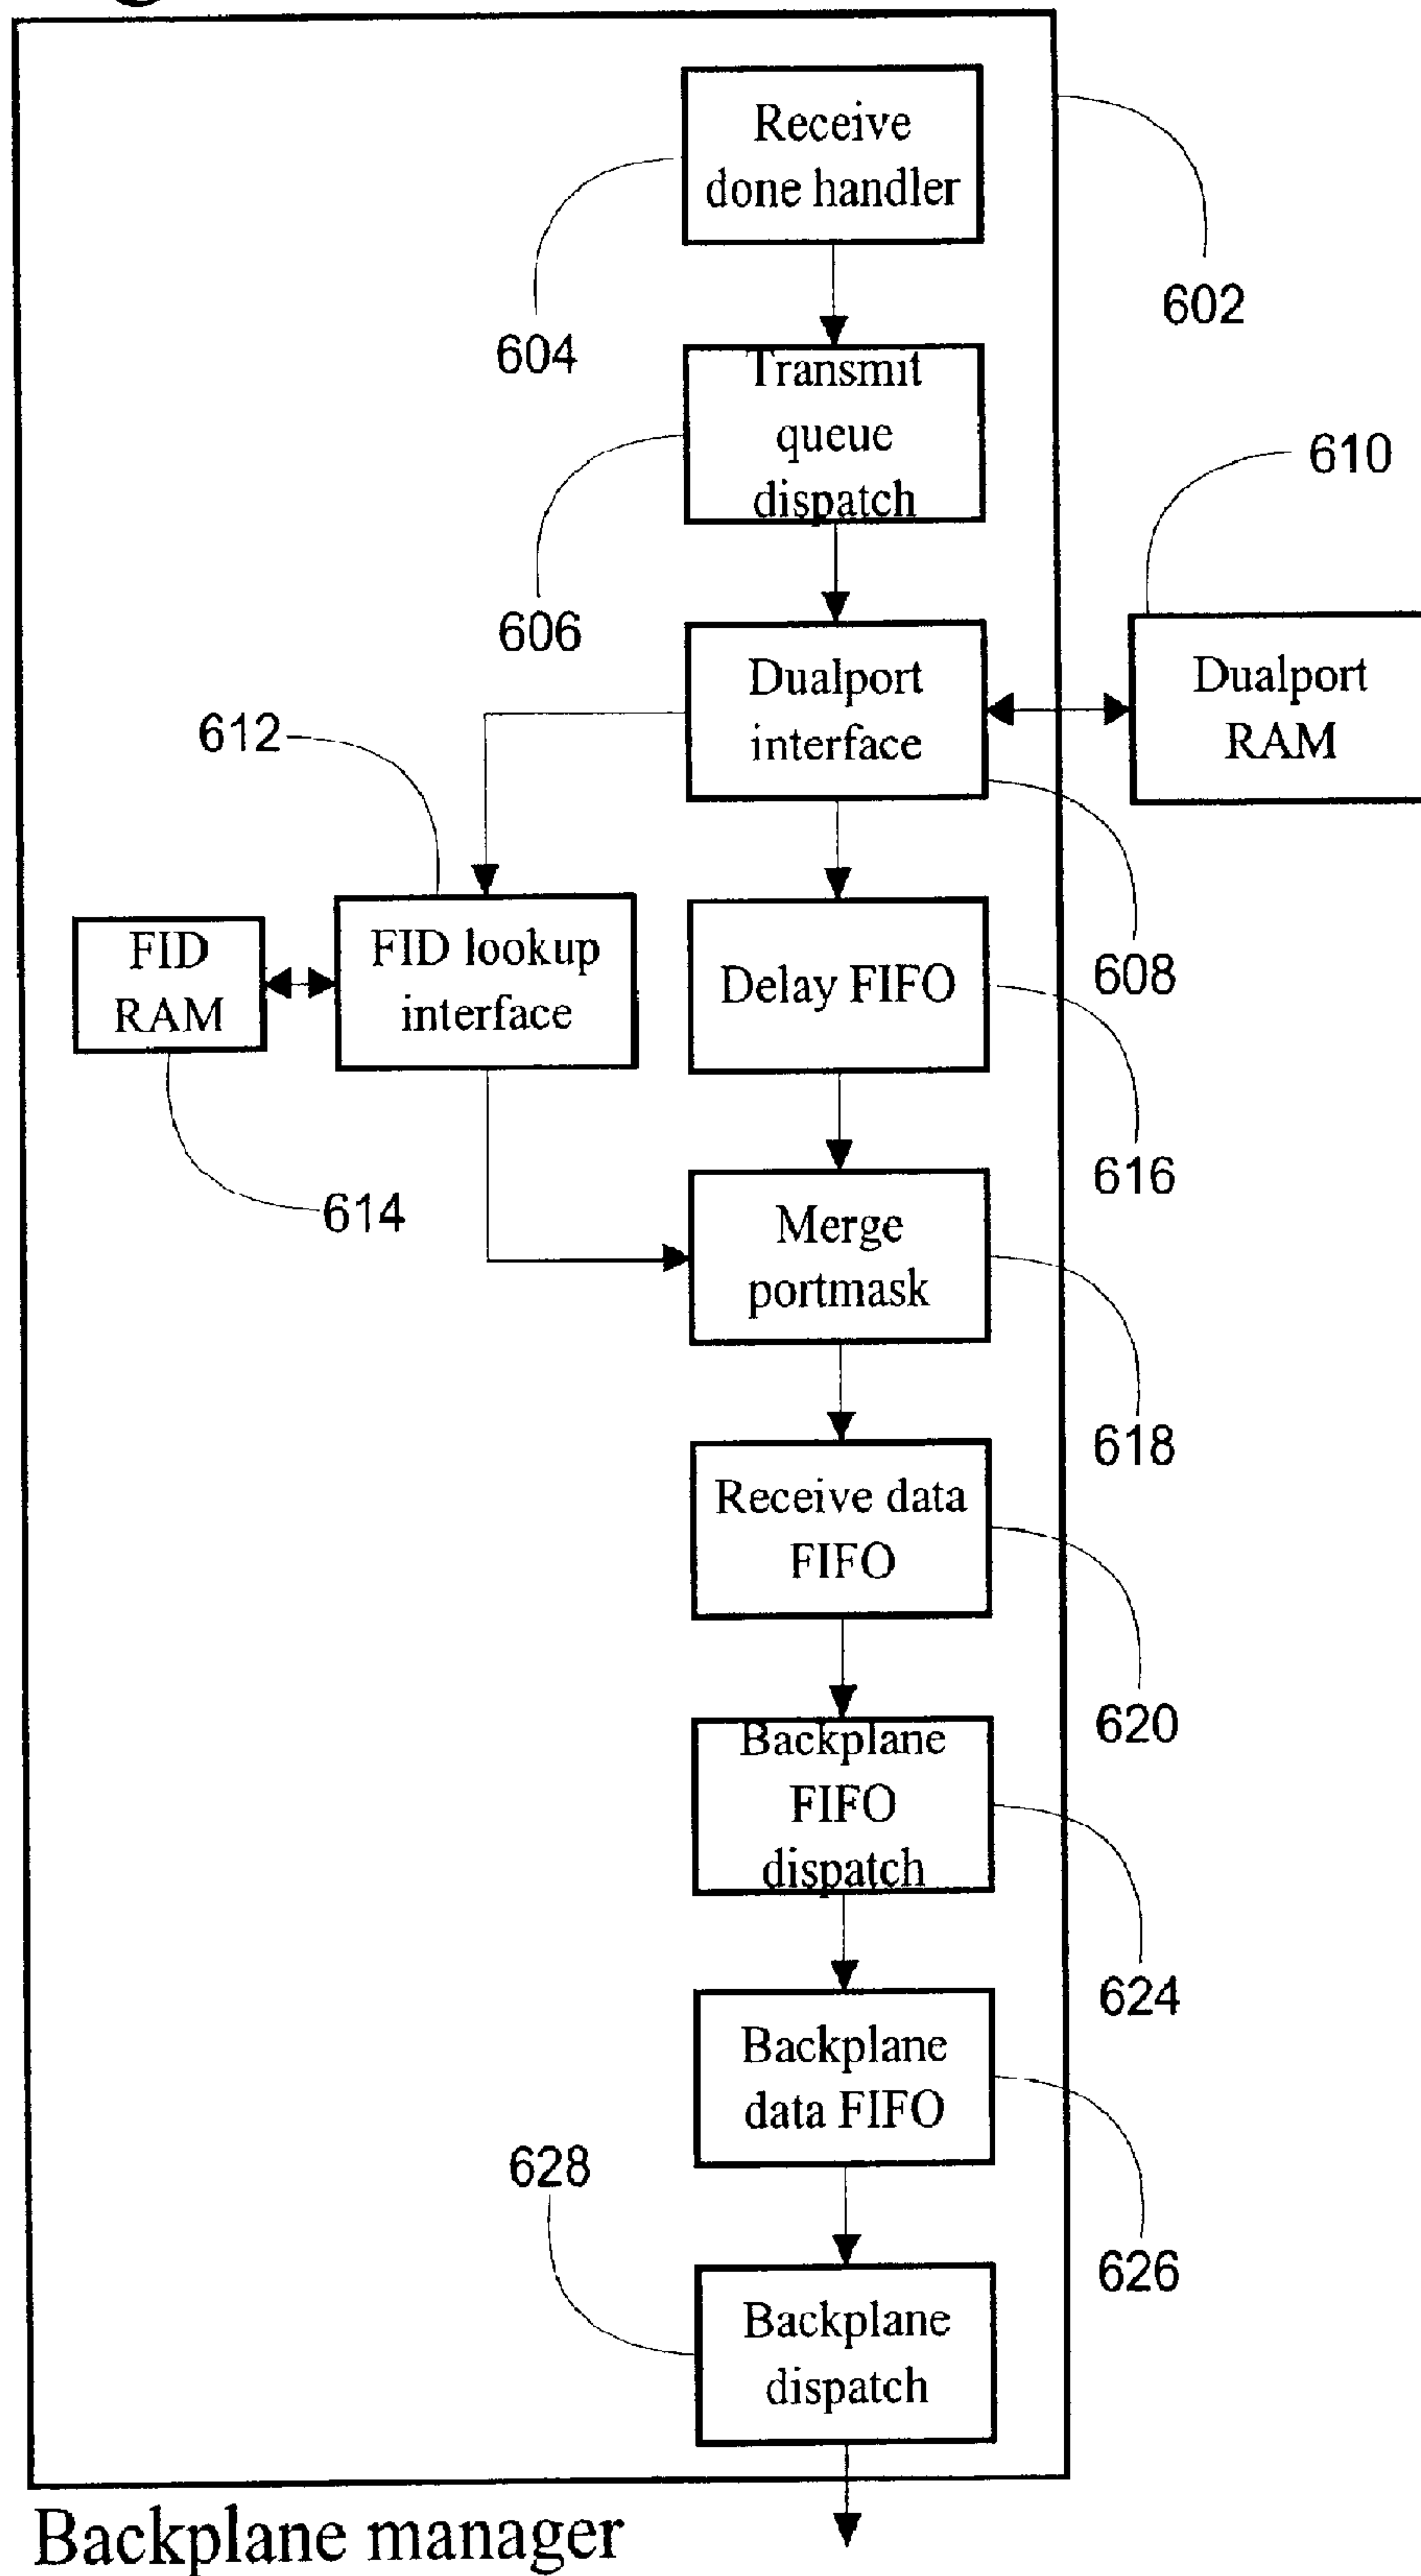 Receive
done handler
602
604
Transmit
queue
dispatch
610
606
Dualport
interface
Dualport
RAM
612
FID
RAM
FID lookup
interface
Delay FIFO
608
616
614
Merge
portmask
618
Receive data
FIFO
620
Backplane
FIFO
dispatch
624
Backplane
data FIFO
628
626
Backplane
dispatch
Backplane manager